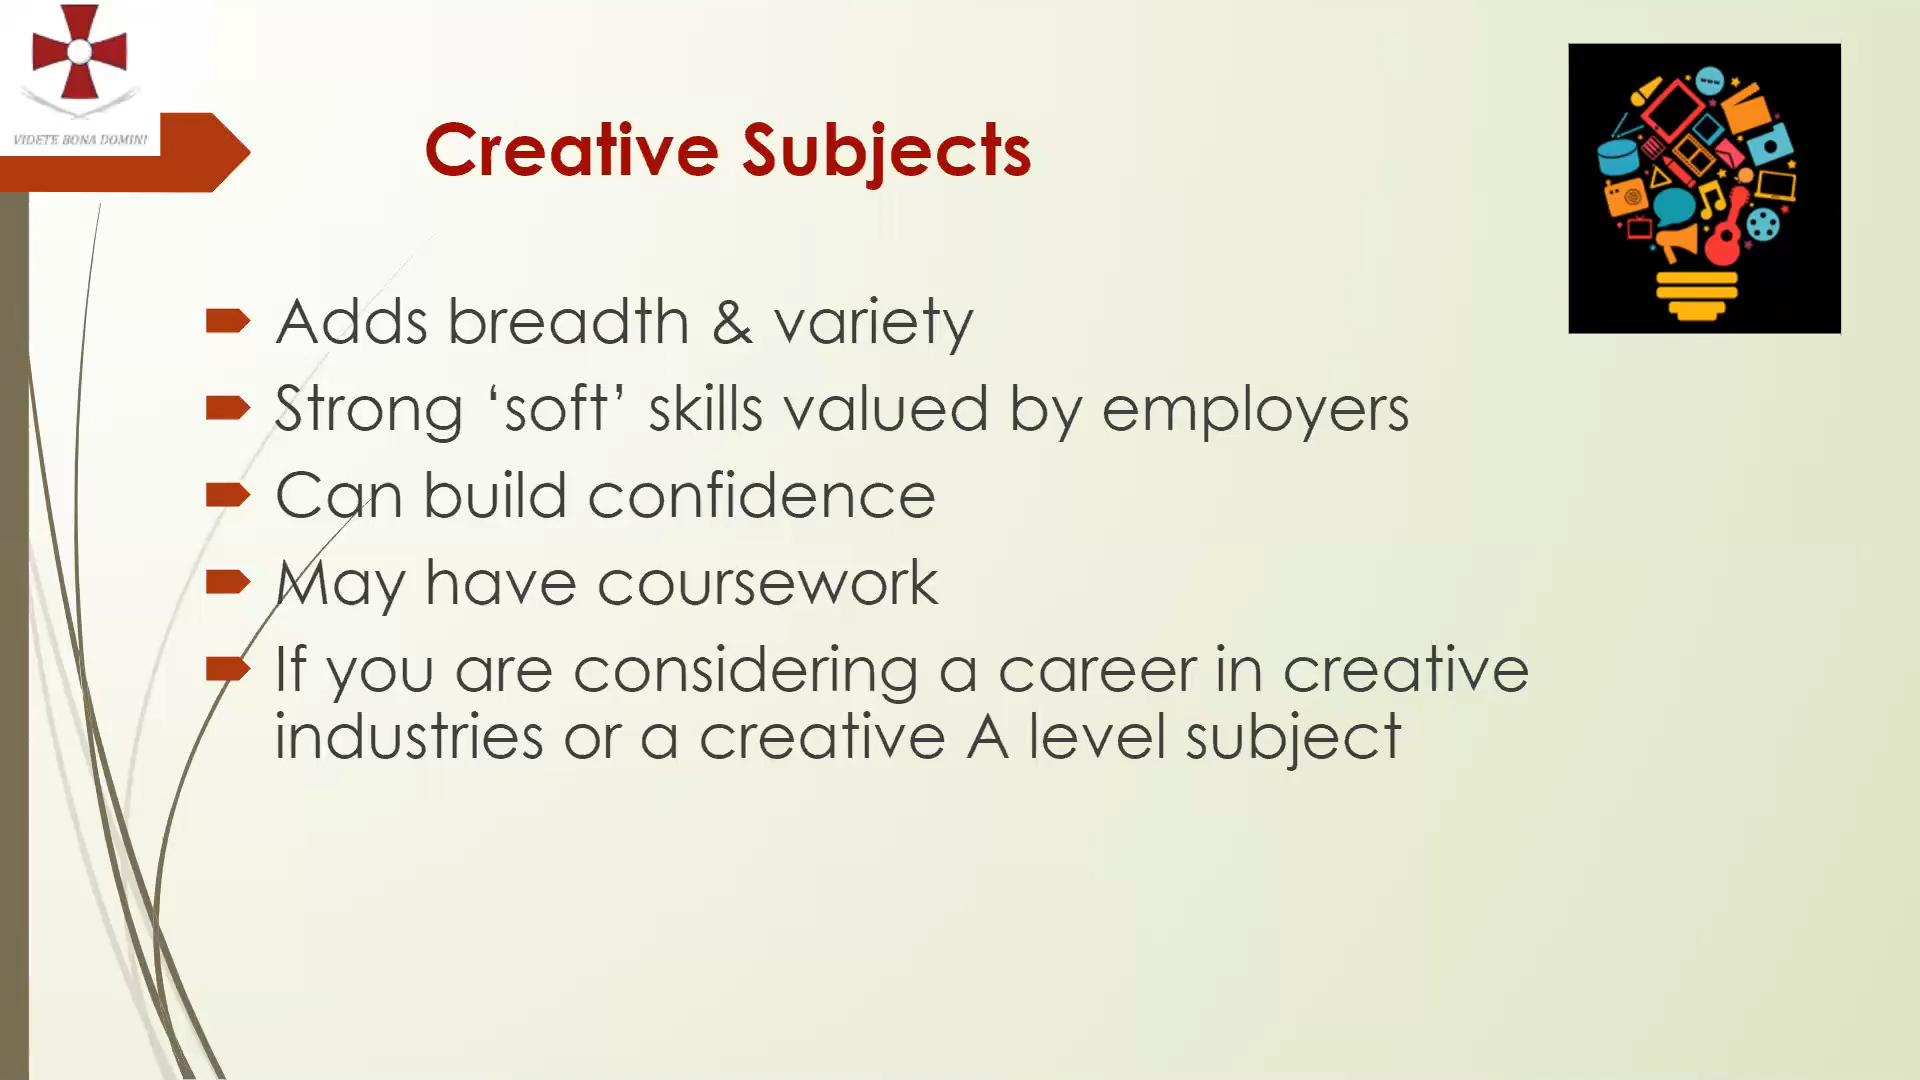 VIDETE BONA DOMINI
Creative Subjects
www
Adds breadth & variety
Strong ‘soft’ skills valued by employers
Can build confidence
May have coursework
If you are considering a career in creative
industries or a creative A level subject